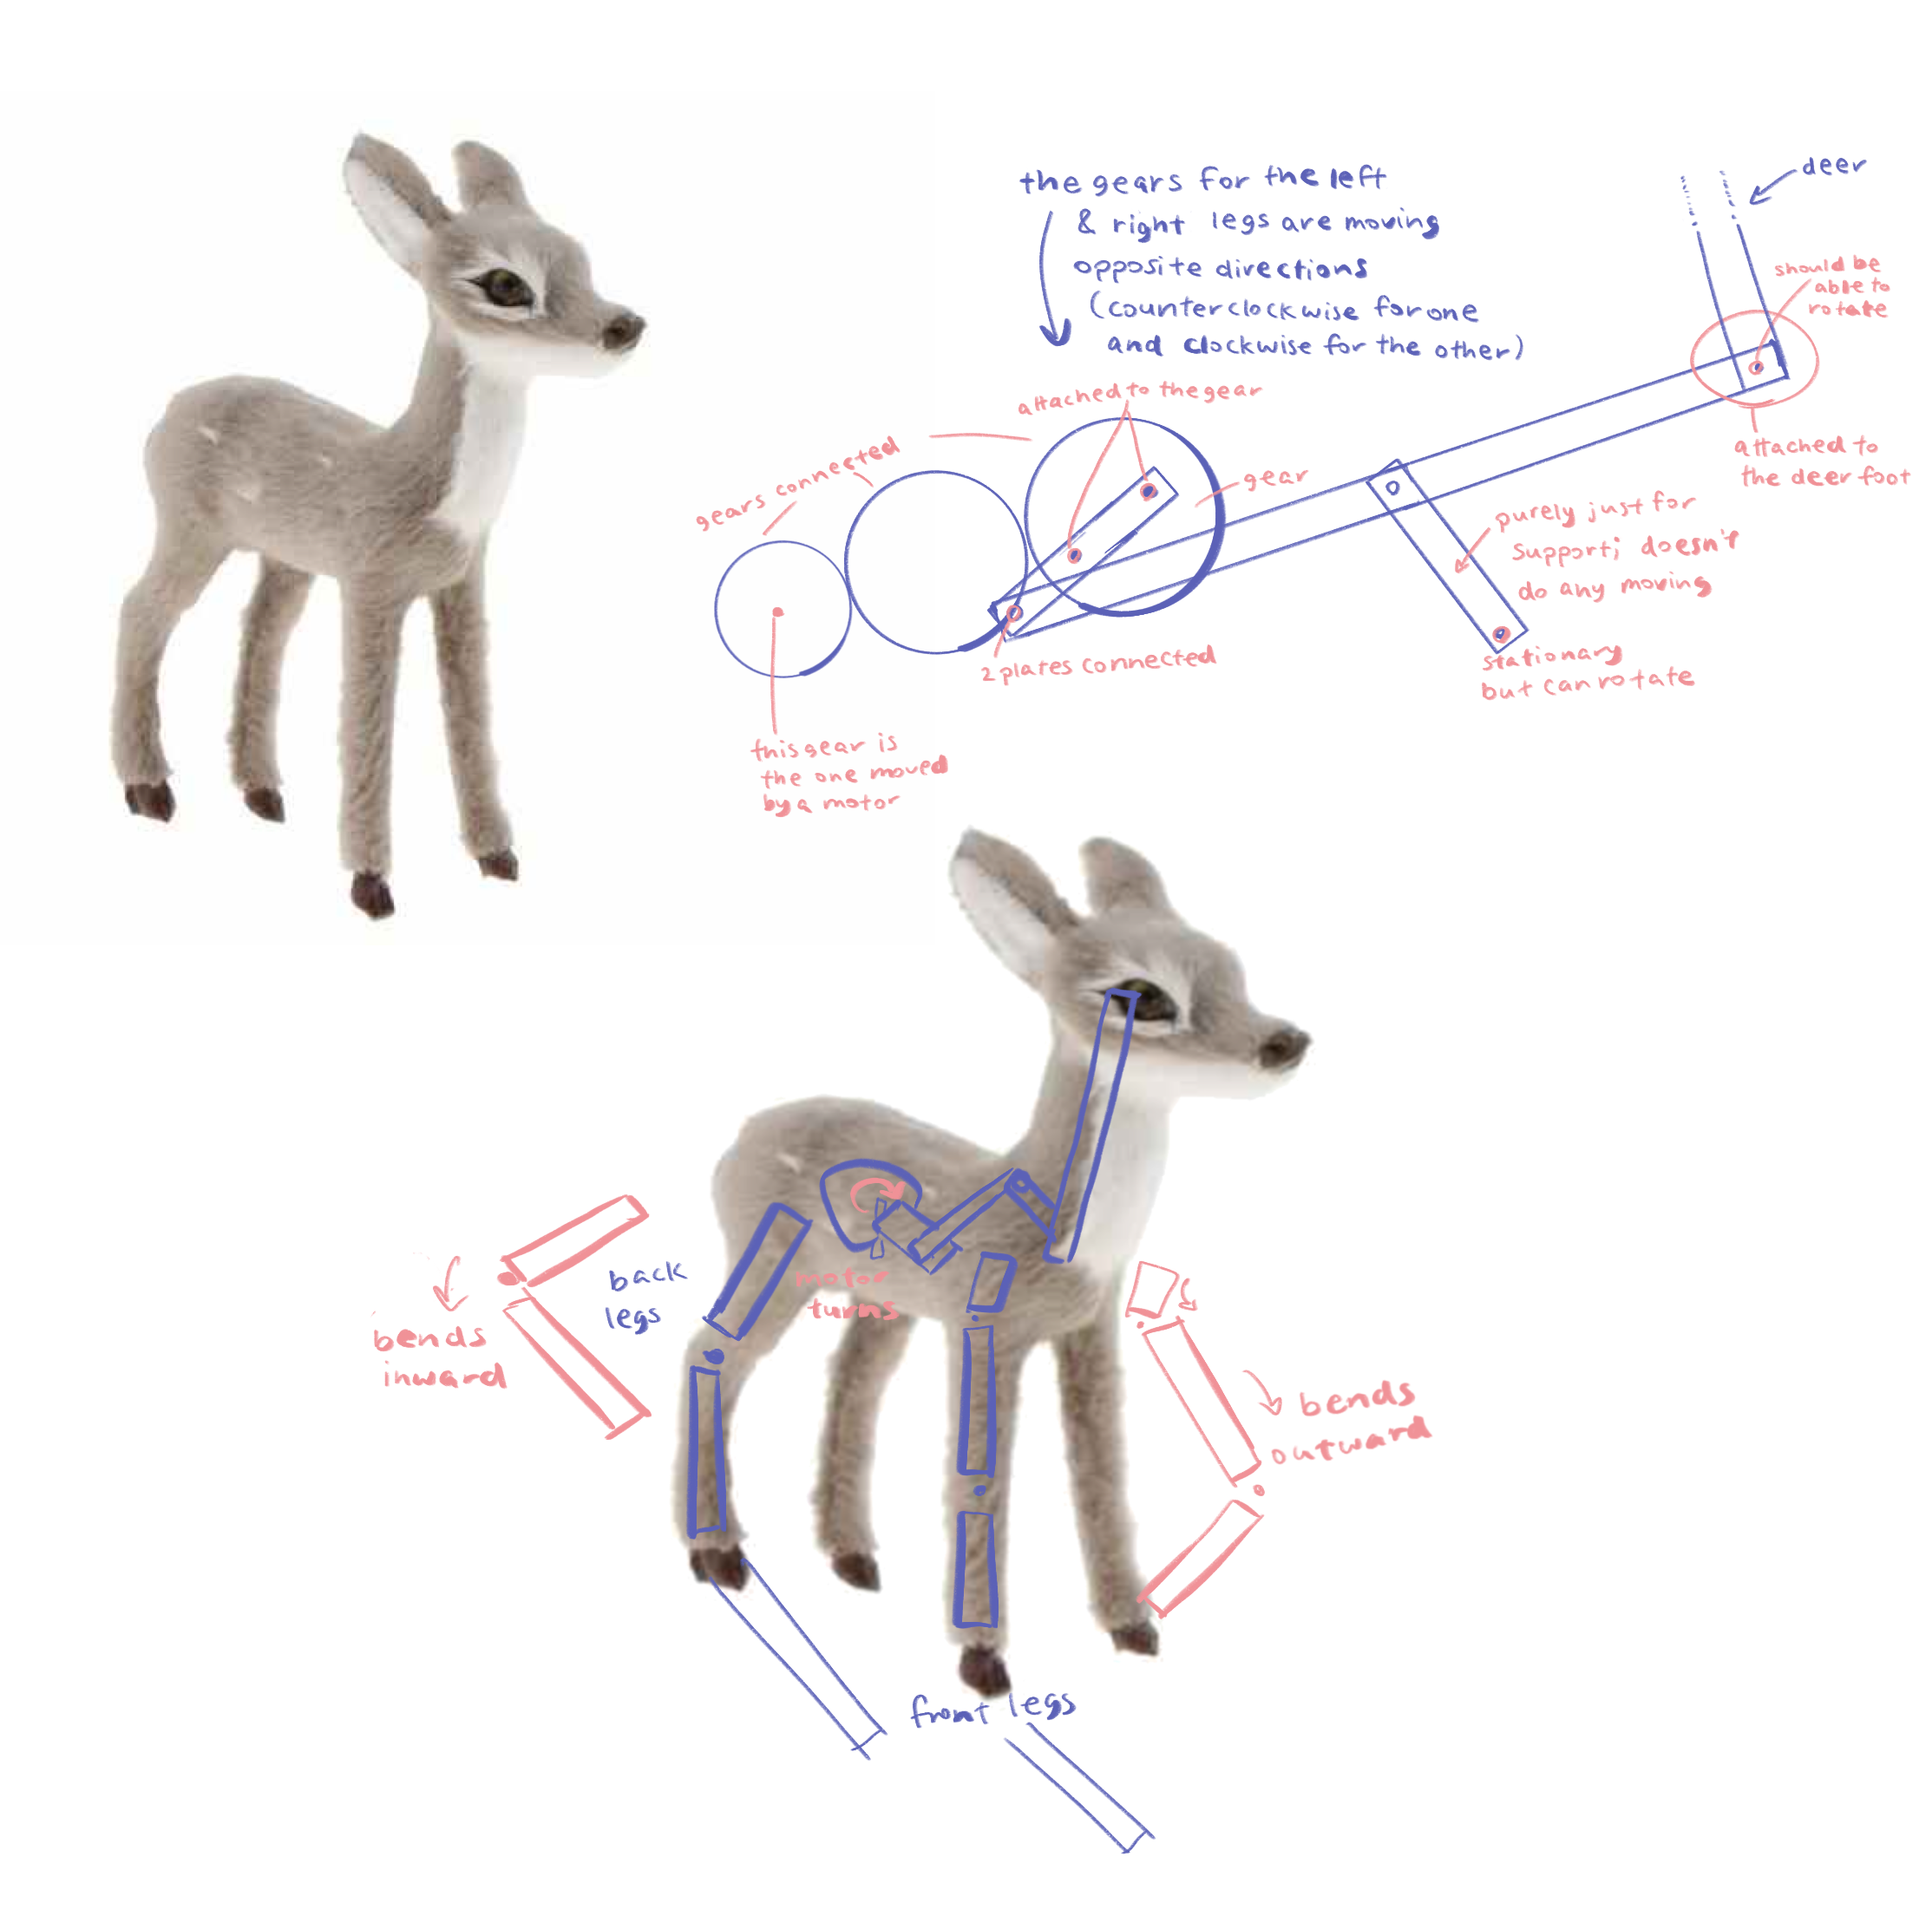 the gears for the left
& right legs are moving
opposite directions
(counterclockwise for one
and clockwise for the other)
deer
should be
able to
rotate
attached to the gear
gears connected
gear
attached to
the deer foot
purely just for
support; doesn't
do any moving
2 plates connected
stationary
but can rotate
this gear is
the one moved
by a motor
back
legs
motor
turns
bends
inward
bends
outward
front legs